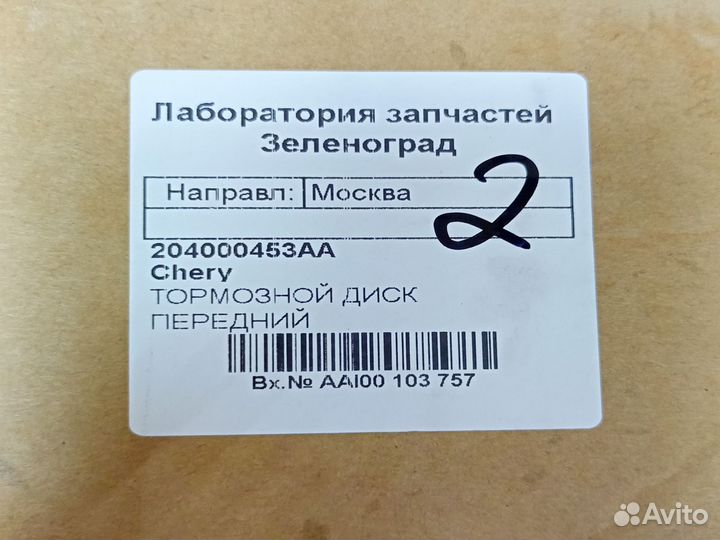 Лаборатория запчастей
Зеленоград
Направл: Москва
2
204000453AA
Chery
ТОРМОЗНОЙ ДИСК
ПЕРЕДНИЙ
Вх.№ AAI00 103 757
Avito